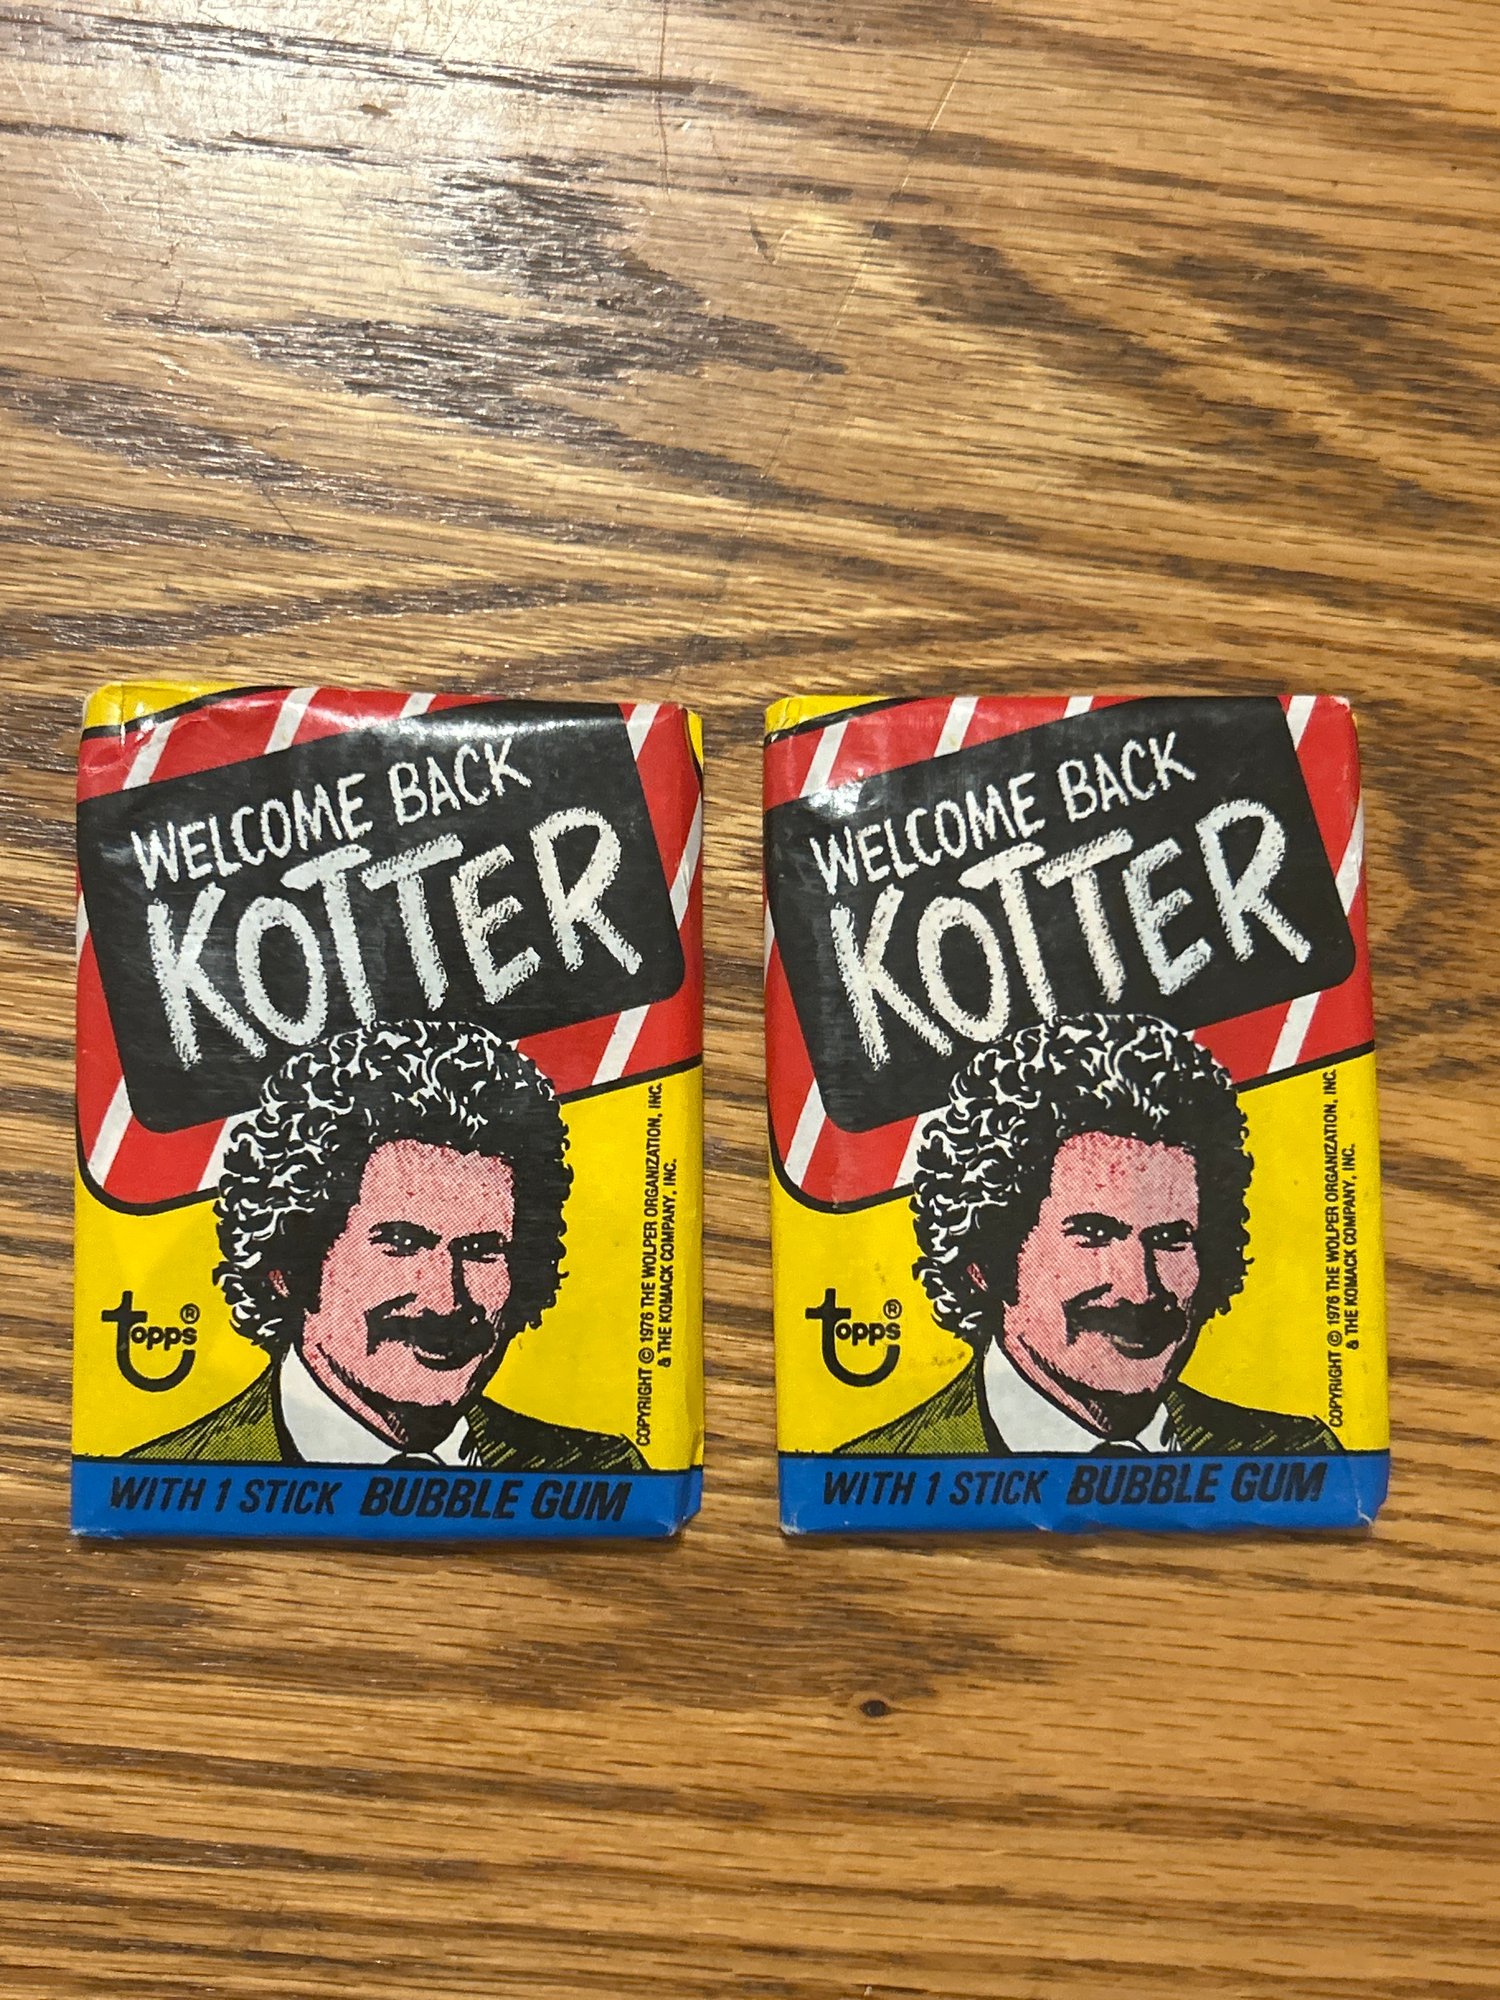 WELCOME BACK
KOTTER
Topps®
COPYRIGHT © 1976 THE WOLPER ORGANIZATION, INC.
& THE KOMACK COMPANY, INC.
WITH 1 STICK BUBBLE GUM
WELCOME BACK
KOTTER
Topps®
COPYRIGHT © 1976 THE WOLPER ORGANIZATION, INC.
& THE KOMACK COMPANY, INC.
WITH 1 STICK BUBBLE GUM